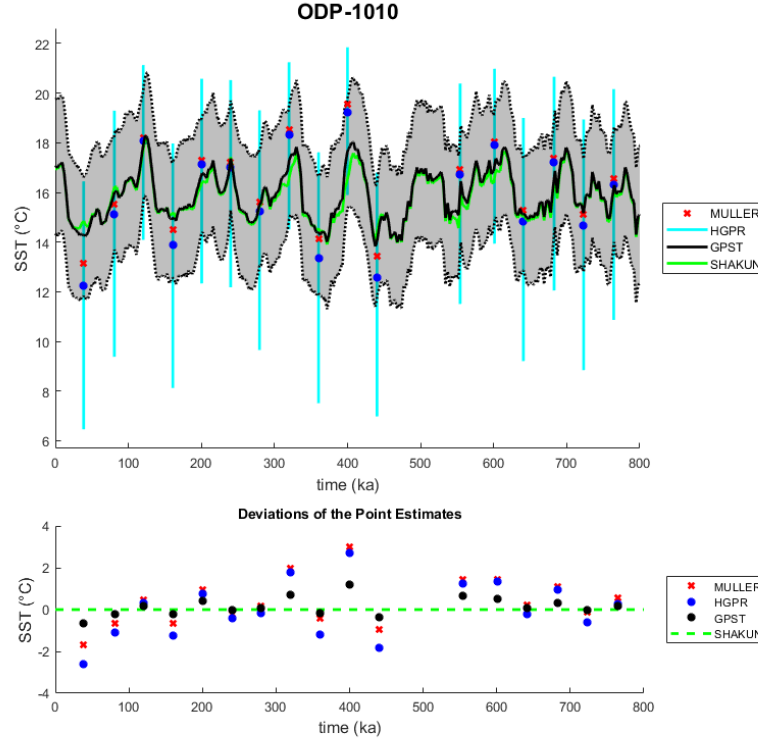 ODP-1010
22
20
18
16
14
12
10
8
6
SST (°C)
0 100 200 300 400 500 600 700 800
time (ka)
MULLER
HGPR
GPST
SHAKUN
Deviations of the Point Estimates
4
2
0
-2
-4
SST (°C)
0 100 200 300 400 500 600 700 800
time (ka)
MULLER
HGPR
GPST
SHAKUN